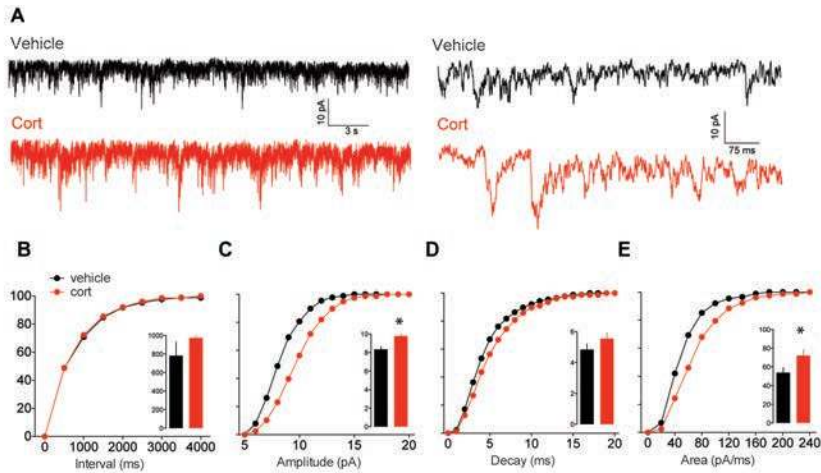 A
Vehicle
Cort
10 pA
3 s
Vehicle
Cort
10 pA
75 ms
B
vehicle
cort
100
80
60
40
20
0
0
1000
2000
3000
4000
Interval (ms)
1000
800
600
400
200
0
C
5
10
15
20
Amplitude (pA)
10
8
6
4
2
0
*
D
0
5
10
15
20
Decay (ms)
6
4
2
0
E
0
40
80
120
160
200
240
Area (pA/ms)
100
80
60
40
20
0
*